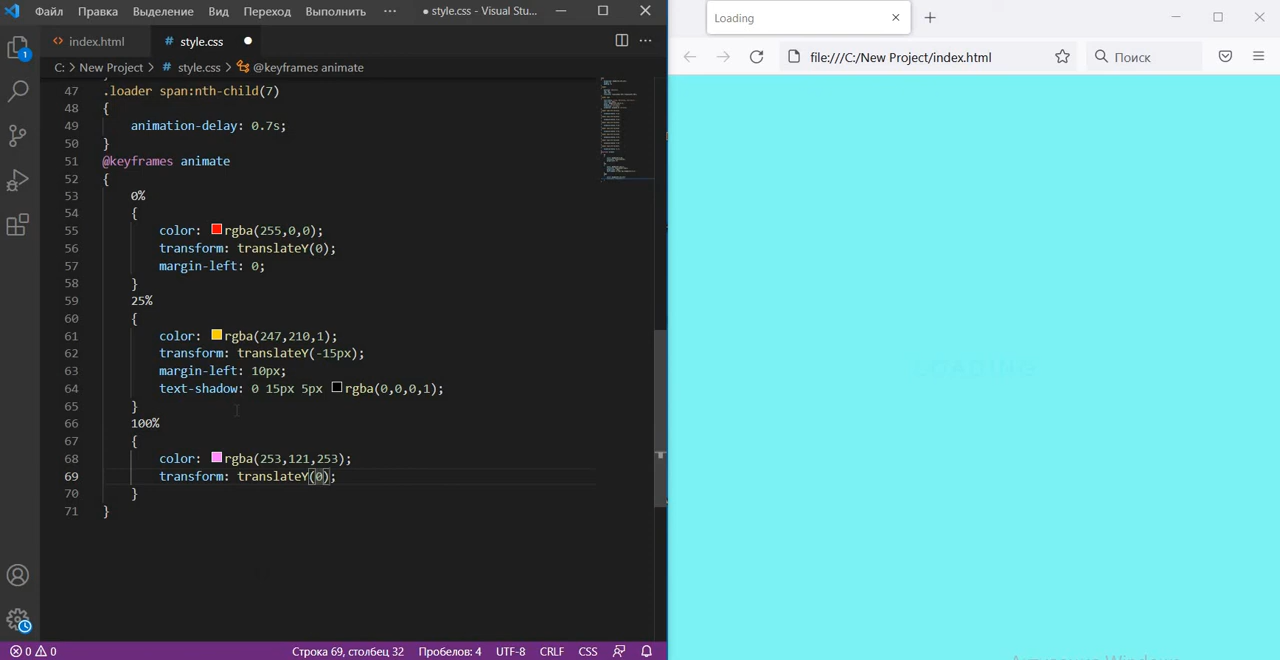 Файл Правка Выделение Вид Переход Выполнить ··· ● style.css - Visual Stu...
index.html # style.css ●
C: > New Project > # style.css > @keyframes animate
47 .loader span:nth-child(7)
48 {
49 animation-delay: 0.7s;
50 }
51 @keyframes animate
52 {
53 0%
54 {
55 color: rgba(255,0,0);
56 transform: translateY(0);
57 margin-left: 0;
58 }
59 25%
60 {
61 color: rgba(247,210,1);
62 transform: translateY(-15px);
63 margin-left: 10px;
64 text-shadow: 0 15px 5px rgba(0,0,0,1);
65 }
66 100%
67 {
68 color: rgba(253,121,253);
69 transform: translateY(0);
70 }
71 }
1
0 0 Строка 69, столбец 32 Пробелов: 4 UTF-8 CRLF CSS
Loading
file:///C:/New Project/index.html Поиск
LOADING